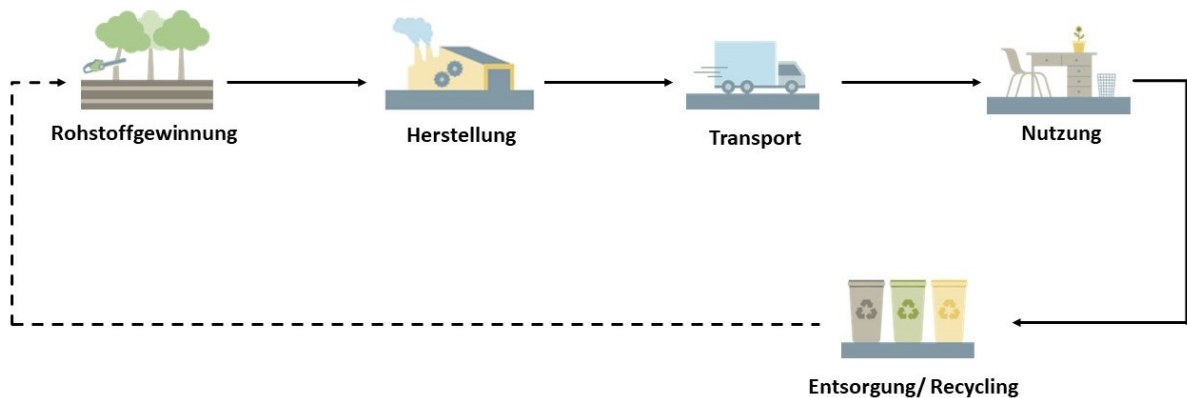 Rohstoffgewinnung
Herstellung
Transport
Nutzung
Entsorgung/ Recycling